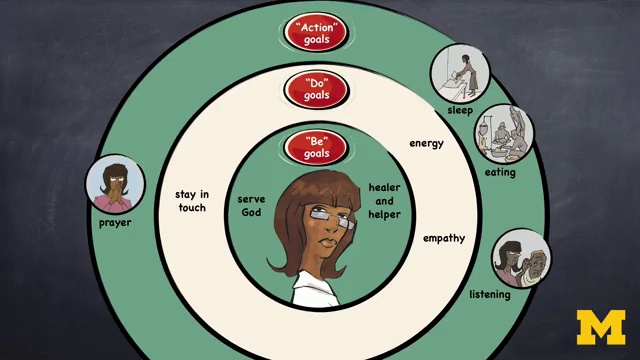 "Action"
goals
"Do"
goals
"Be"
goals
sleep
energy
eating
stay in
touch
serve
God
healer
and
helper
prayer
empathy
listening
M